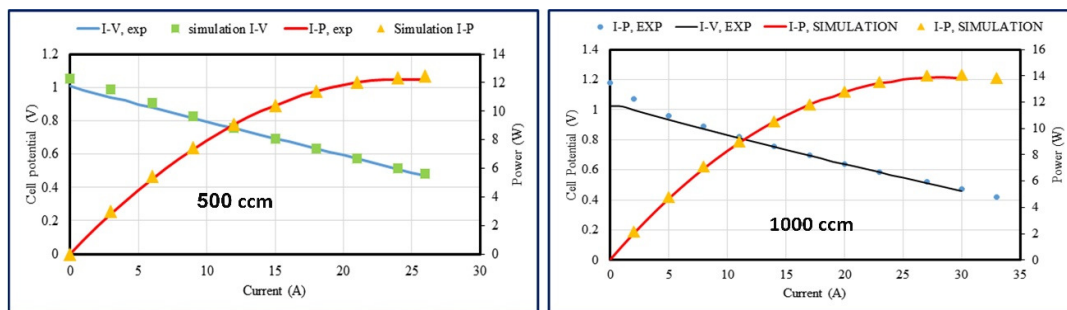 I-V, exp simulation I-V I-P, exp Simulation I-P
1.2
1
0.8
0.6
0.4
0.2
0
14
12
10
8
6
4
2
0
0 5 10 15 20 25 30
Cell potential (V)
Power (W)
Current (A)
500 ccm
I-P, EXP I-V, EXP I-P, SIMULATION I-P, SIMULATION
1.4
1.2
1
0.8
0.6
0.4
0.2
0
16
14
12
10
8
6
4
2
0
0 5 10 15 20 25 30 35
Cell Potential (V)
Power (W)
Current (A)
1000 ccm